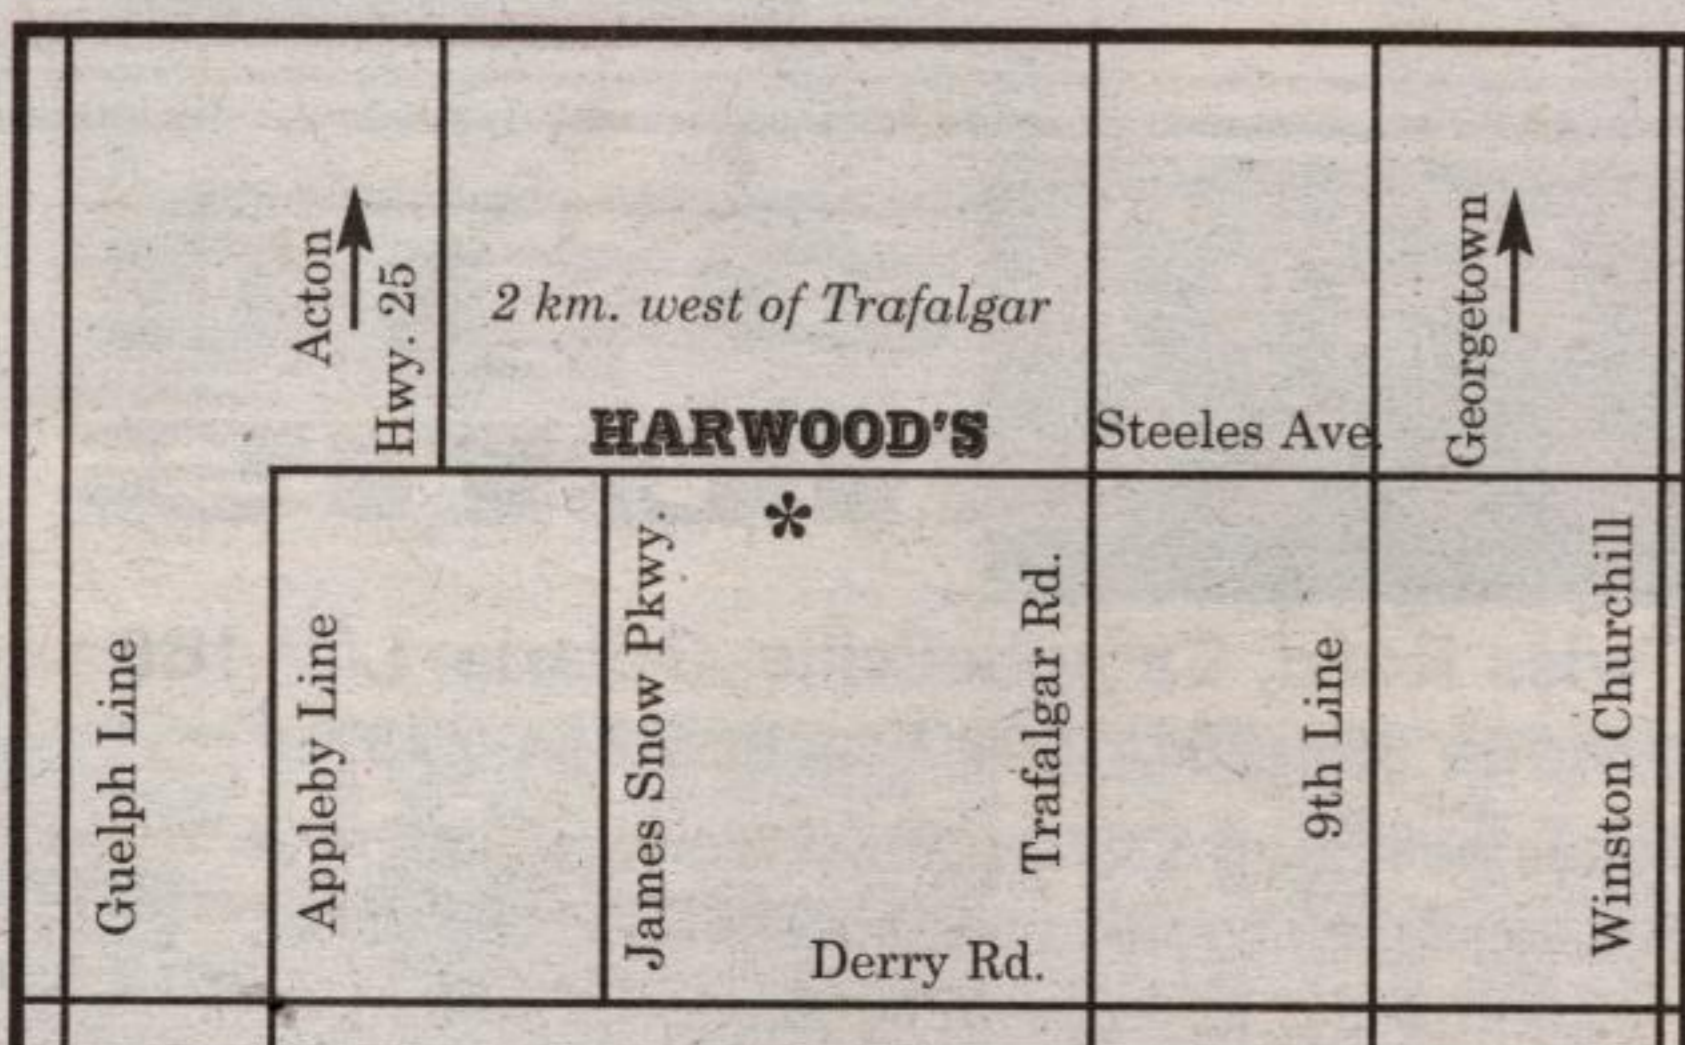 Acton
Hwy. 25
2 km. west of Trafalgar
HARWOOD'S
Steeles Ave.
Georgetown
*
Guelph Line
Appleby Line
James Snow Pkwy.
Trafalgar Rd.
9th Line
Winston Churchill
Derry Rd.